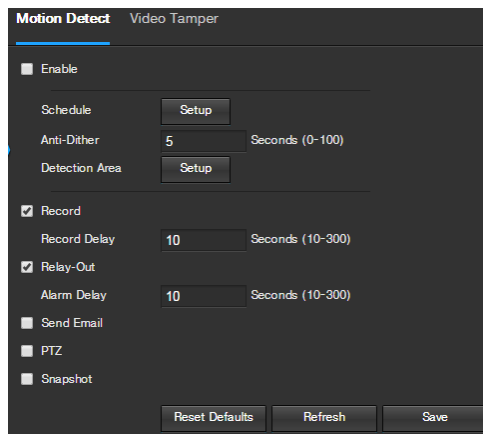 Motion Detect Video Tamper
Enable
Schedule Setup
Anti-Dither 5 Seconds (0-100)
Detection Area Setup
Record
Record Delay 10 Seconds (10-300)
Relay-Out
Alarm Delay 10 Seconds (10-300)
Send Email
PTZ
Snapshot
Reset Defaults Refresh Save